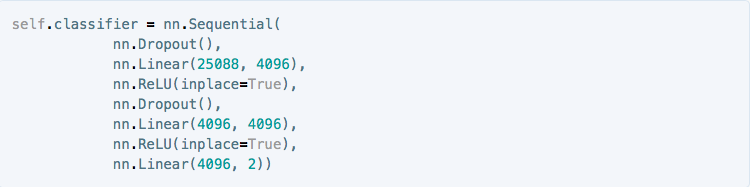 self.classifier = nn.Sequential(
            nn.Dropout(),
            nn.Linear(25088, 4096),
            nn.ReLU(inplace=True),
            nn.Dropout(),
            nn.Linear(4096, 4096),
            nn.ReLU(inplace=True),
            nn.Linear(4096, 2))